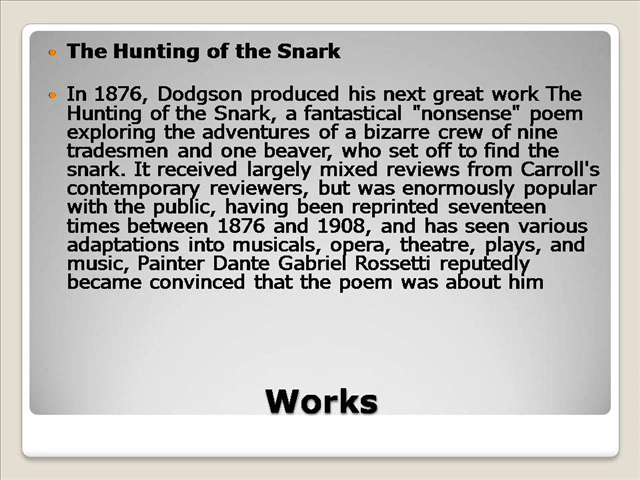 The Hunting of the Snark
In 1876, Dodgson produced his next great work The
Hunting of the Snark, a fantastical "nonsense" poem
exploring the adventures of a bizarre crew of nine
tradesmen and one beaver, who set off to find the
snark. It received largely mixed reviews from Carroll's
contemporary reviewers, but was enormously popular
with the public, having been reprinted seventeen
times between 1876 and 1908, and has seen various
adaptations into musicals, opera, theatre, plays, and
music, Painter Dante Gabriel Rossetti reputedly
became convinced that the poem was about him
Works